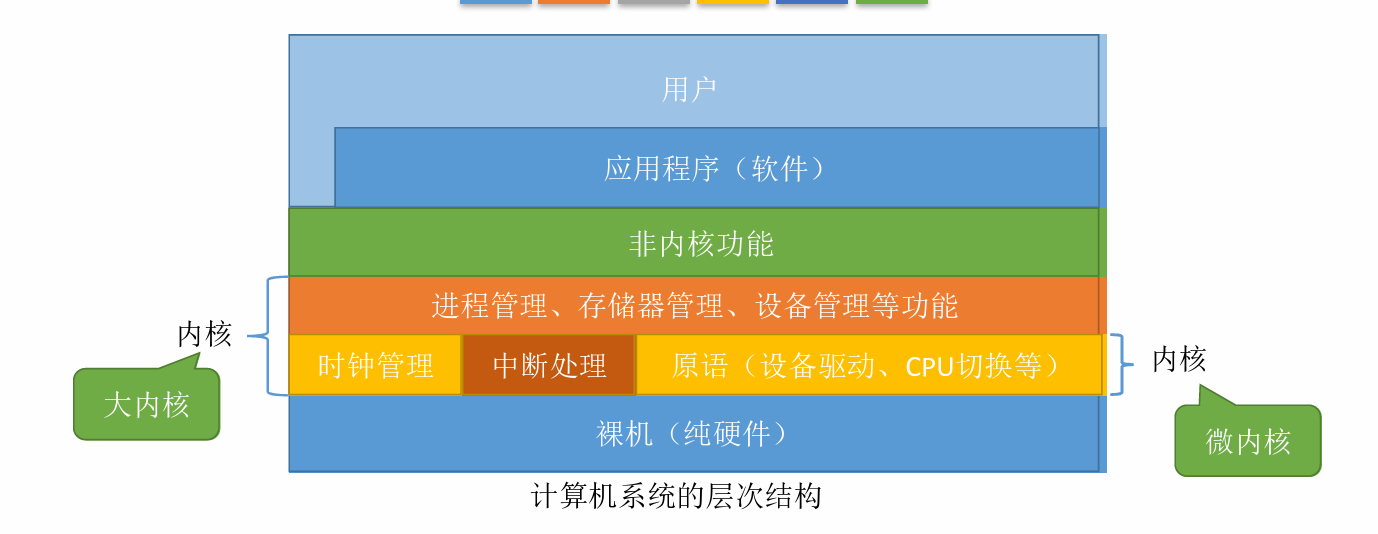 用户
应用程序（软件）
非内核功能
进程管理、存储器管理、设备管理等功能
内核
大内核
时钟管理
中断处理
原语（设备驱动、CPU切换等）
内核
微内核
裸机（纯硬件）
计算机系统的层次结构